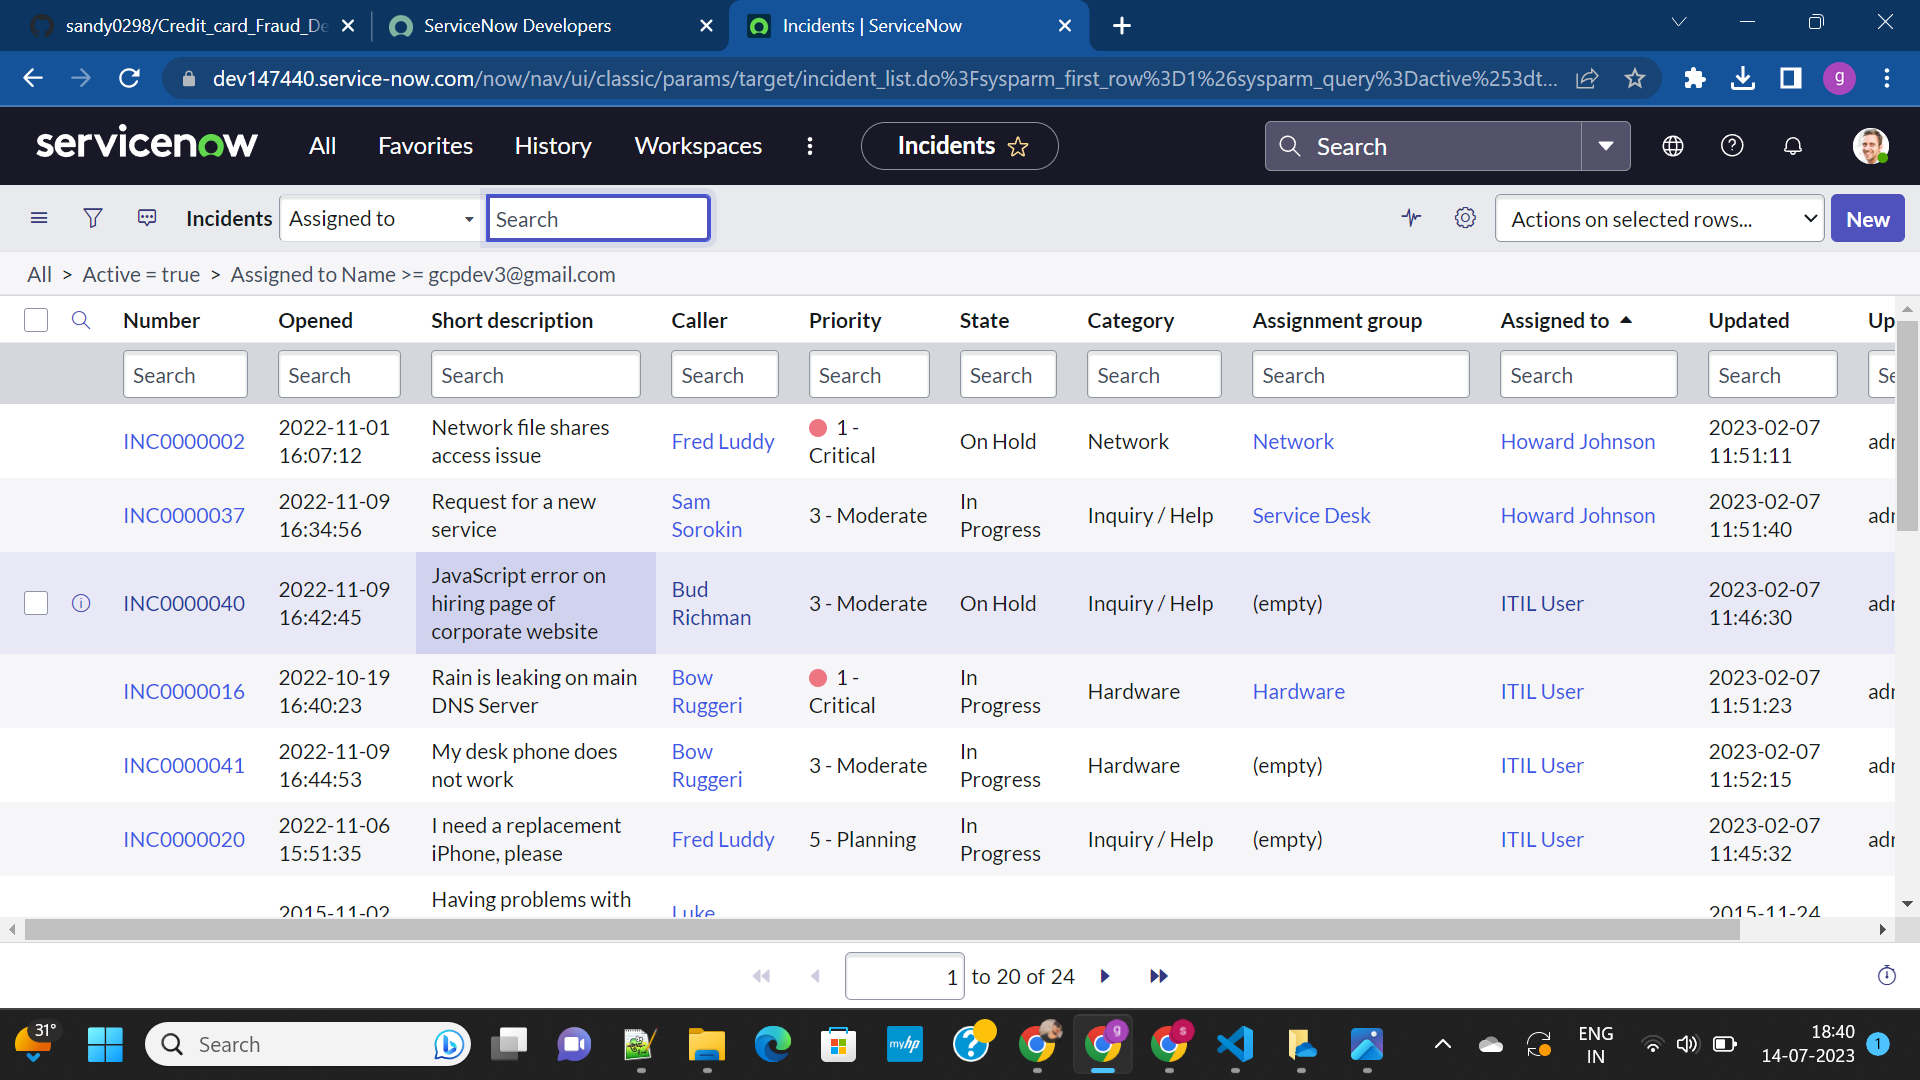 sandy0298/Credit_card_Fraud_De
ServiceNow Developers
Incidents | ServiceNow
dev147440.service-now.com/now/nav/ui/classic/params/target/incident_list.do%3Fsysparm_first_row%3D1%26sysparm_query%3Dactive%253dt...
g
servicenow All Favorites History Workspaces Incidents Search
Incidents Assigned to Search Actions on selected rows... New
All > Active = true > Assigned to Name >= gcpdev3@gmail.com
Number Opened Short description Caller Priority State Category Assignment group Assigned to Updated Up
Search Search Search Search Search Search Search Search Search Search Se
INC0000002 2022-11-01 16:07:12 Network file shares access issue Fred Luddy 1 - Critical On Hold Network Network Howard Johnson 2023-02-07 11:51:11 adr
INC0000037 2022-11-09 16:34:56 Request for a new service Sam Sorokin 3 - Moderate In Progress Inquiry / Help Service Desk Howard Johnson 2023-02-07 11:51:40 adr
INC0000040 2022-11-09 16:42:45 JavaScript error on hiring page of corporate website Bud Richman 3 - Moderate On Hold Inquiry / Help (empty) ITIL User 2023-02-07 11:46:30 adr
INC0000016 2022-10-19 16:40:23 Rain is leaking on main DNS Server Bow Ruggeri 1 - Critical In Progress Hardware Hardware ITIL User 2023-02-07 11:51:23 adr
INC0000041 2022-11-09 16:44:53 My desk phone does not work Bow Ruggeri 3 - Moderate In Progress Hardware (empty) ITIL User 2023-02-07 11:52:15 adr
INC0000020 2022-11-06 15:51:35 I need a replacement iPhone, please Fred Luddy 5 - Planning In Progress Inquiry / Help (empty) ITIL User 2023-02-07 11:45:32 adr
2015-11-02 Having problems with Luke 2015-11-24
1 to 20 of 24
31° Search myhp g s ENG IN 18:40 14-07-2023 1